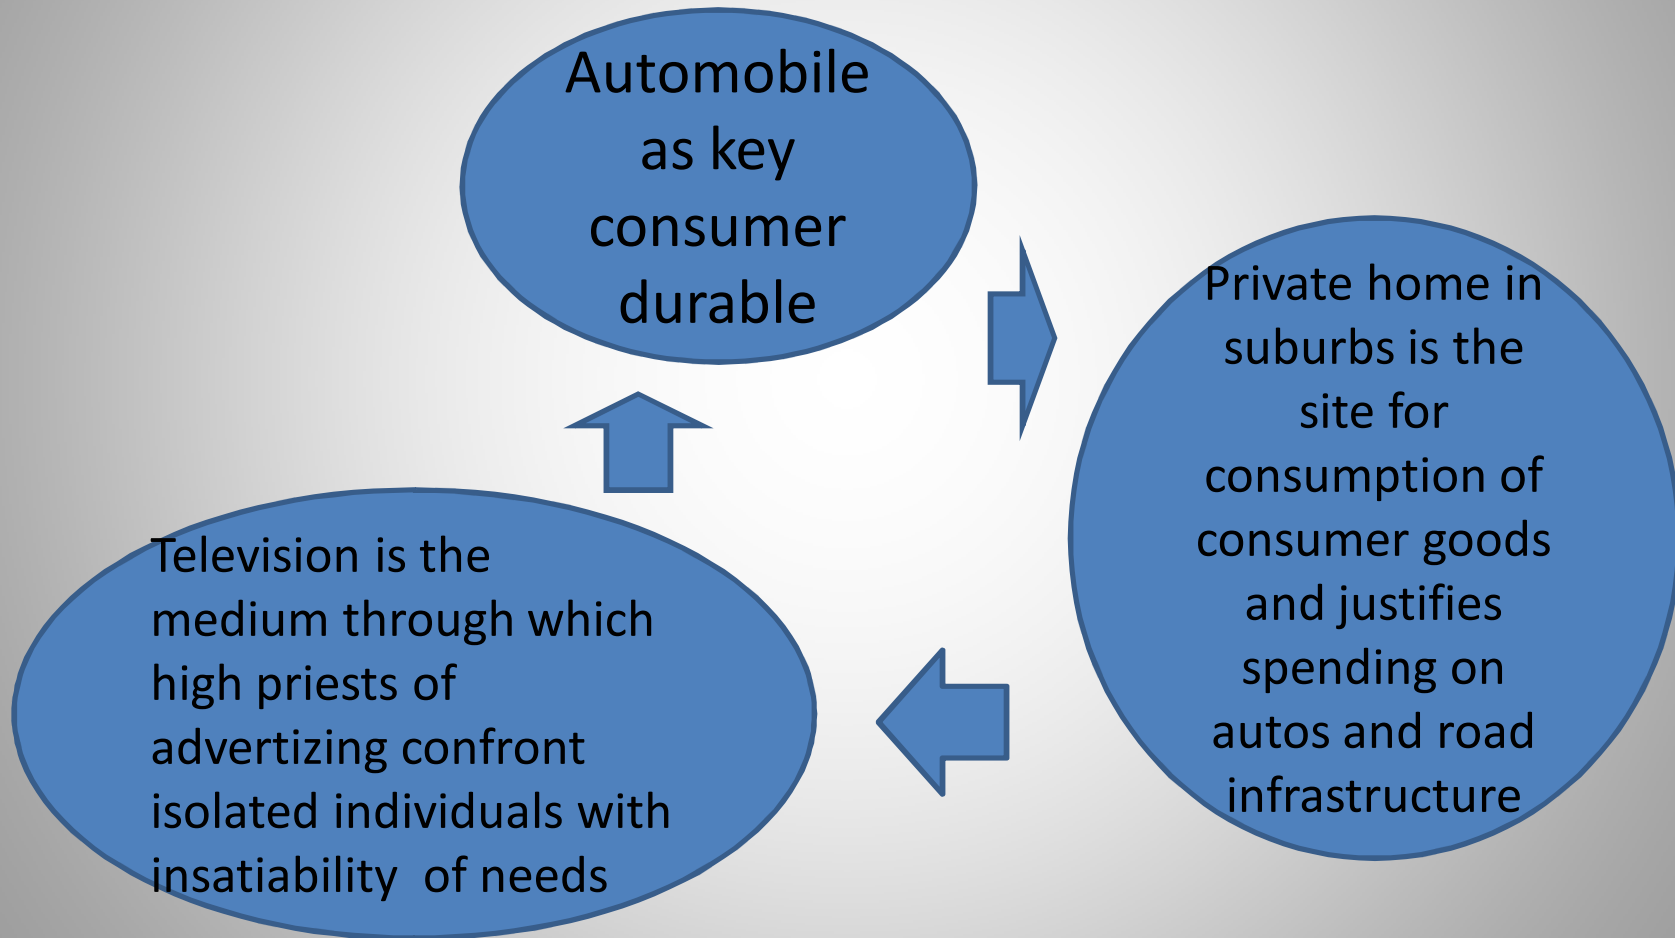 Automobile
as key
consumer
durable
Private home in
suburbs is the
site for
consumption of
consumer goods
and justifies
spending on
autos and road
infrastructure
Television is the
medium through which
high priests of
advertizing confront
isolated individuals with
insatiability  of needs